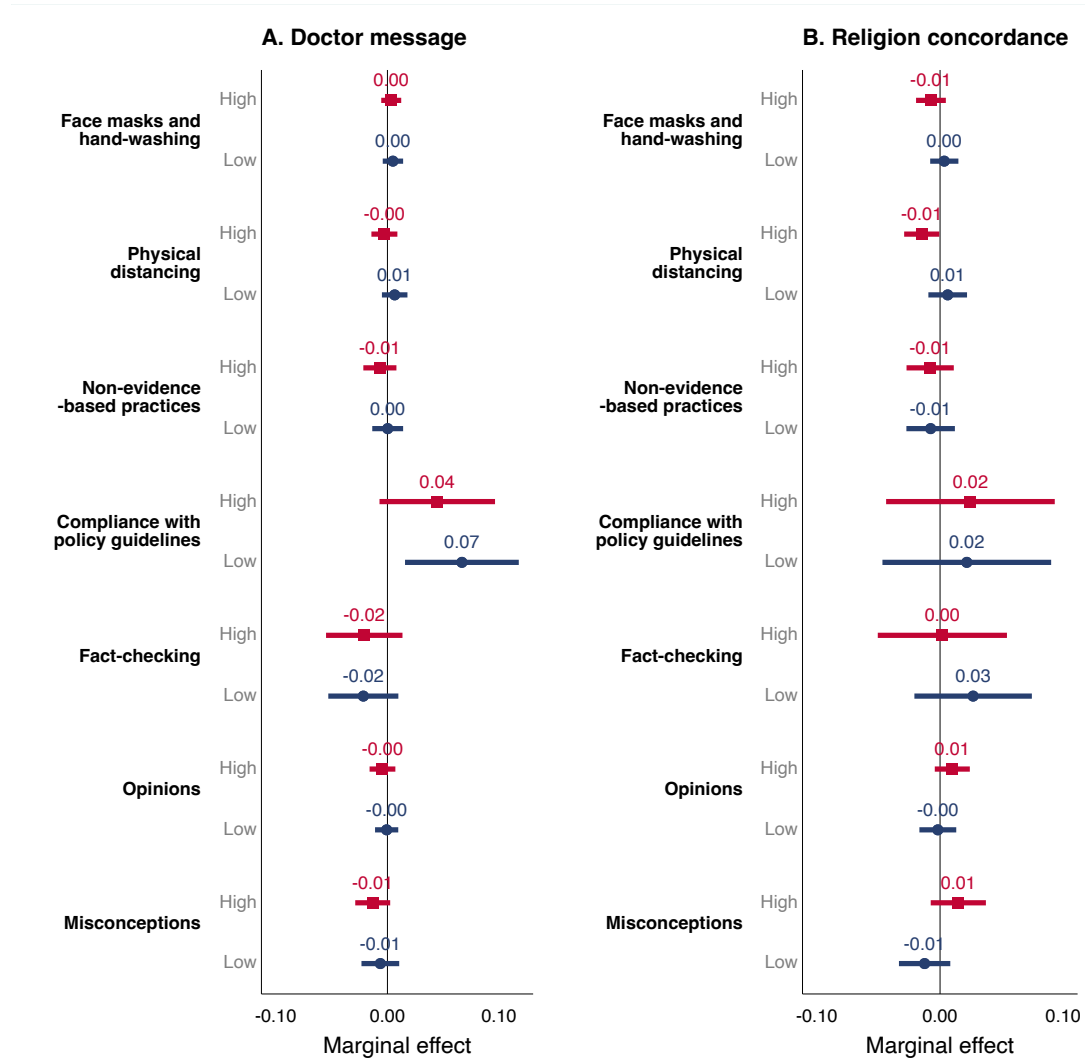 A. Doctor message
0.00
High
Face masks and
hand-washing
0.00
Low
-0.00
High
Physical
distancing
0.01
Low
-0.01
High
Non-evidence
-based practices
0.00
Low
0.04
High
Compliance with
policy guidelines
0.07
Low
-0.02
High
Fact-checking
-0.02
Low
-0.00
High
Opinions
-0.00
Low
-0.01
High
Misconceptions
-0.01
Low
-0.10 0.00 0.10
Marginal effect
B. Religion concordance
-0.01
High
Face masks and
hand-washing
0.00
Low
-0.01
High
Physical
distancing
0.01
Low
-0.01
High
Non-evidence
-based practices
-0.01
Low
0.02
High
Compliance with
policy guidelines
0.02
Low
0.00
High
Fact-checking
0.03
Low
0.01
High
Opinions
-0.00
Low
0.01
High
Misconceptions
-0.01
Low
-0.10 0.00 0.10
Marginal effect